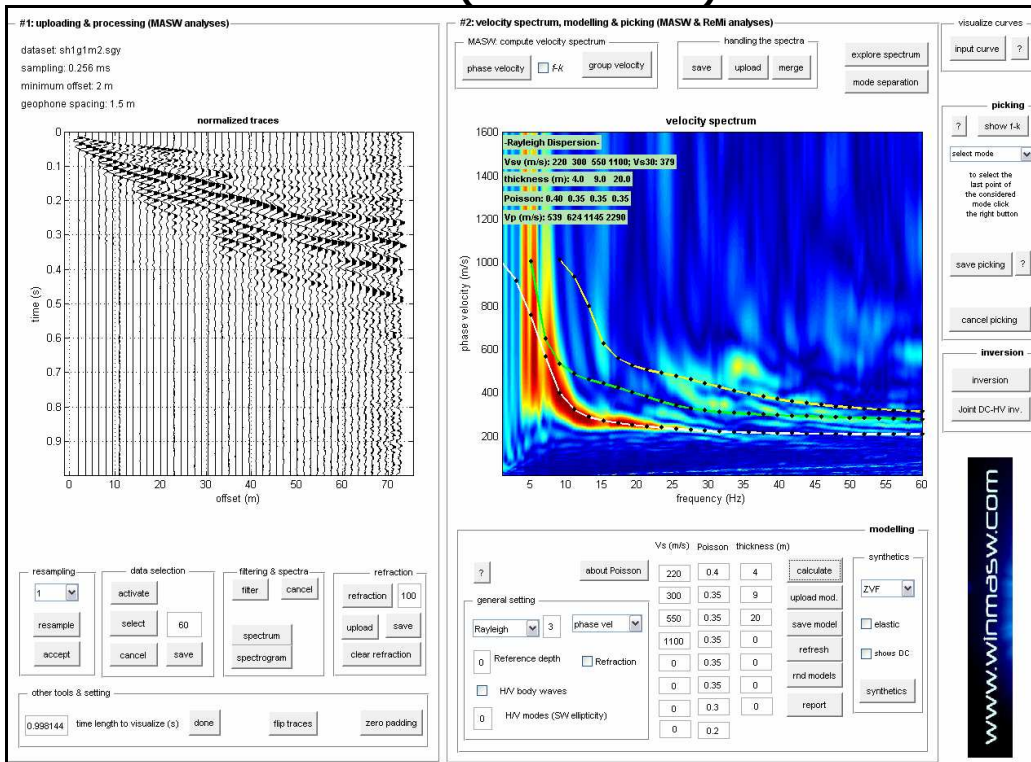 #1: uploading & processing (MASW analyses)
dataset: sh1g1m2.sgy
sampling: 0.256 ms
minimum offset: 2 m
geophone spacing: 1.5 m
normalized traces
0
0.1
0.2
0.3
0.4
0.5
0.6
0.7
0.8
0.9
time (s)
0 10 20 30 40 50 60 70
offset (m)
resampling
1
resample
accept
data selection
activate
select 60
cancel save
filtering & spectra
filter cancel
spectrum
spectrogram
refraction
refraction 100
upload save
clear refraction
other tools & setting
0.998144 time length to visualize (s) done flip traces zero padding
#2: velocity spectrum, modelling & picking (MASW & ReMi analyses)
MASW: compute velocity spectrum
phase velocity f-k group velocity
handling the spectra
save upload merge
explore spectrum
mode separation
velocity spectrum
-Rayleigh Dispersion-
Vsv (m/s): 220 300 550 1100; Vs30: 379
thickness (m): 4.0 9.0 20.0
Poisson: 0.40 0.35 0.35 0.35
Vp (m/s): 539 624 1145 2290
1600
1400
1200
1000
800
600
400
200
phase velocity (m/s)
5 10 15 20 25 30 35 40 45 50 55 60
frequency (Hz)
modelling
? about Poisson
general setting
Rayleigh 3 phase vel
0 Reference depth Refraction
H/V body waves
0 H/V modes (SW ellipticity)
Vs (m/s) Poisson thickness (m)
220 0.4 4
300 0.35 9
550 0.35 20
1100 0.35 0
0 0.35 0
0 0.35 0
0 0.3 0
0 0.2
calculate
upload mod.
save model
refresh
rnd models
report
synthetics
ZVF
elastic
shows DC
synthetics
visualize curves
input curve ?
picking
? show f-k
select mode
to select the
last point of
the considered
mode click
the right button
save picking ?
cancel picking
inversion
inversion
Joint DC-HV inv.
www.winmasw.com